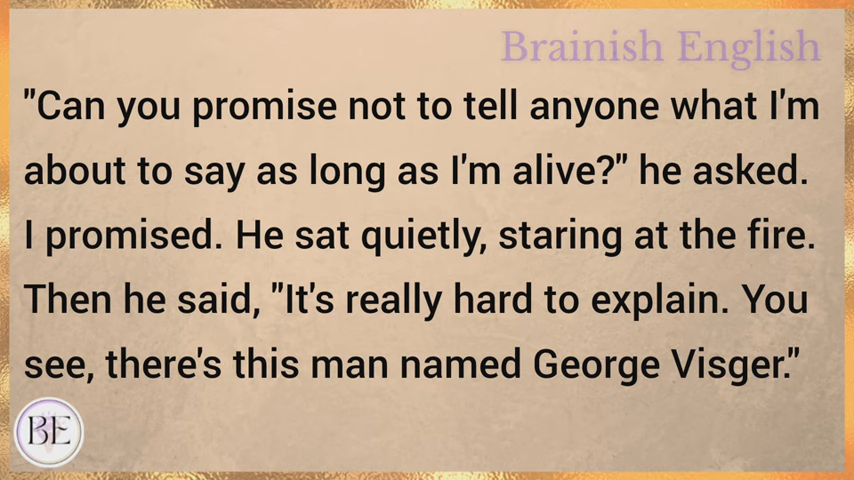 Brainish English
"Can you promise not to tell anyone what I'm
about to say as long as I'm alive?" he asked.
I promised. He sat quietly, staring at the fire.
Then he said, "It's really hard to explain. You
see, there's this man named George Visger."
BE